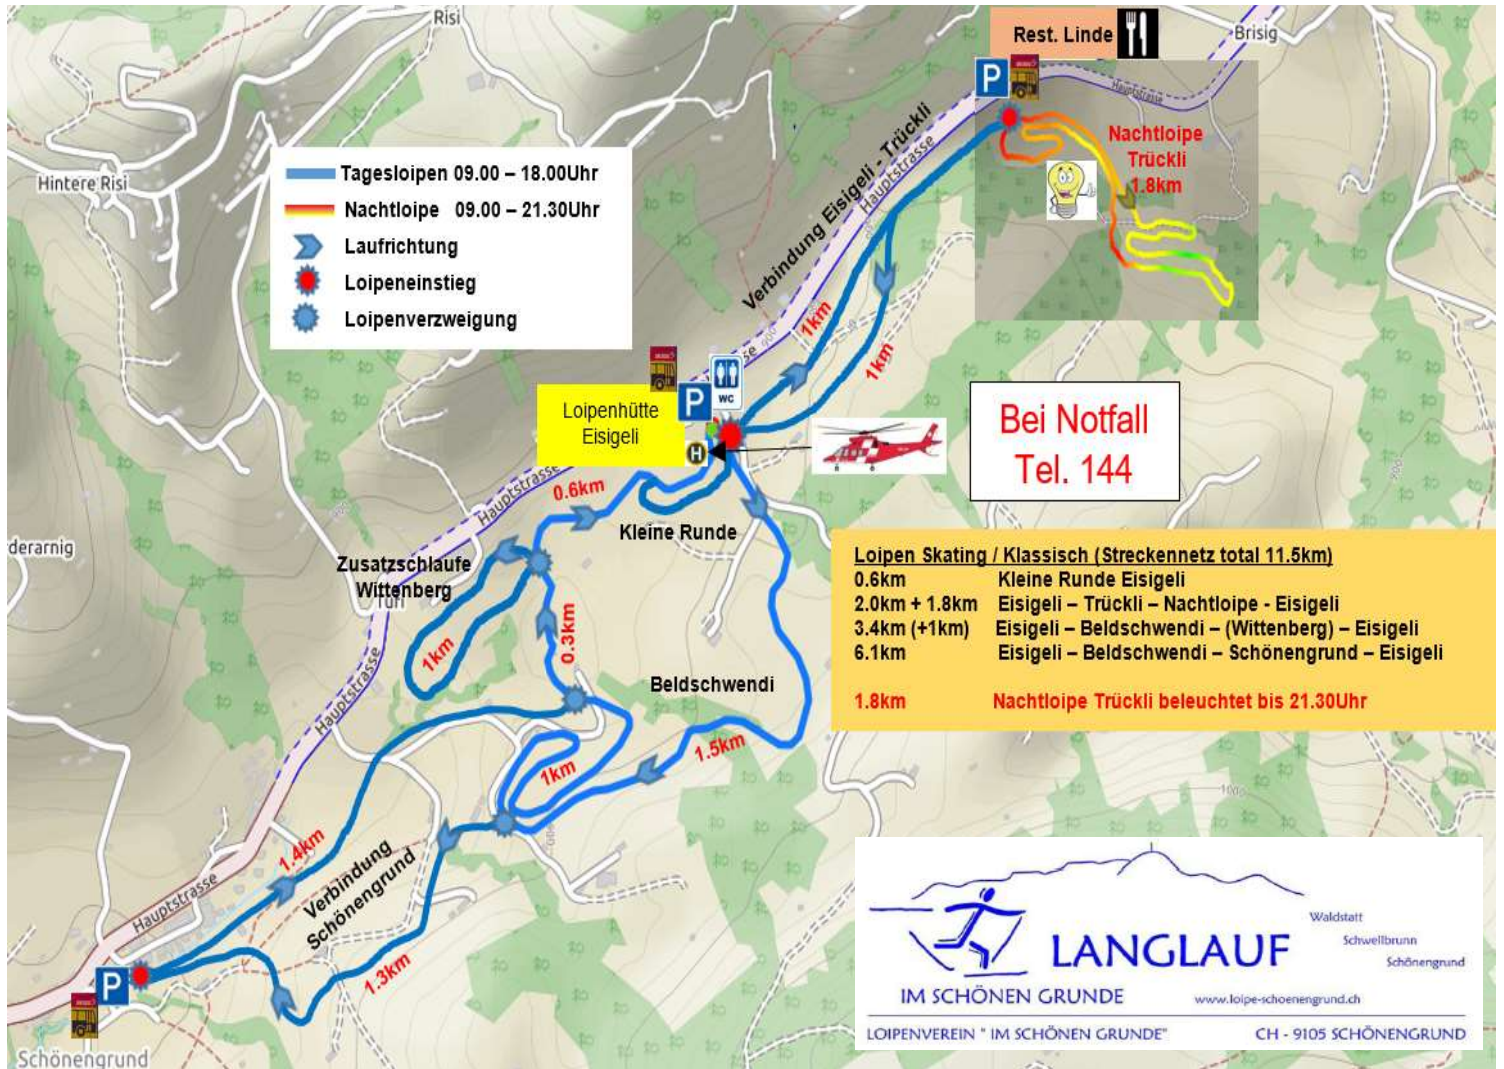 Risi
Rest. Linde
Brisig
P
Hauptstrasse
Nachtloipe
Trückli
1.8km
Verbindung Eisigeli - Trückli
Hauptstrasse
Hintere Risi
Tagesloipen 09.00 – 18.00Uhr
Nachtloipe 09.00 – 21.30Uhr
Laufrichtung
Loipeneinstieg
Loipenverzweigung
1km
1km
900
WC
P
Loipenhütte
Eisigeli
H
Bei Notfall
Tel. 144
Hauptstrasse
0.6km
Kleine Runde
derarnig
Zusatzschlaufe
Wittenberg
1km
0.3km
Hauptstrasse
Beldschwendi
1.5km
1km
Loipen Skating / Klassisch (Streckennetz total 11.5km)
0.6km Kleine Runde Eisigeli
2.0km + 1.8km Eisigeli – Trückli – Nachtloipe - Eisigeli
3.4km (+1km) Eisigeli – Beldschwendi – (Wittenberg) – Eisigeli
6.1km Eisigeli – Beldschwendi – Schönengrund – Eisigeli
1.8km Nachtloipe Trückli beleuchtet bis 21.30Uhr
1000
1.4km
Verbindung
Schönengrund
Hauptstrasse
1.3km
P
Schönengrund
LANGLAUF
Waldstatt
Schwellbrunn
Schönengrund
IM SCHÖNEN GRUNDE
www.loipe-schoenengrund.ch
LOIPENVEREIN " IM SCHÖNEN GRUNDE"
CH - 9105 SCHÖNENGRUND